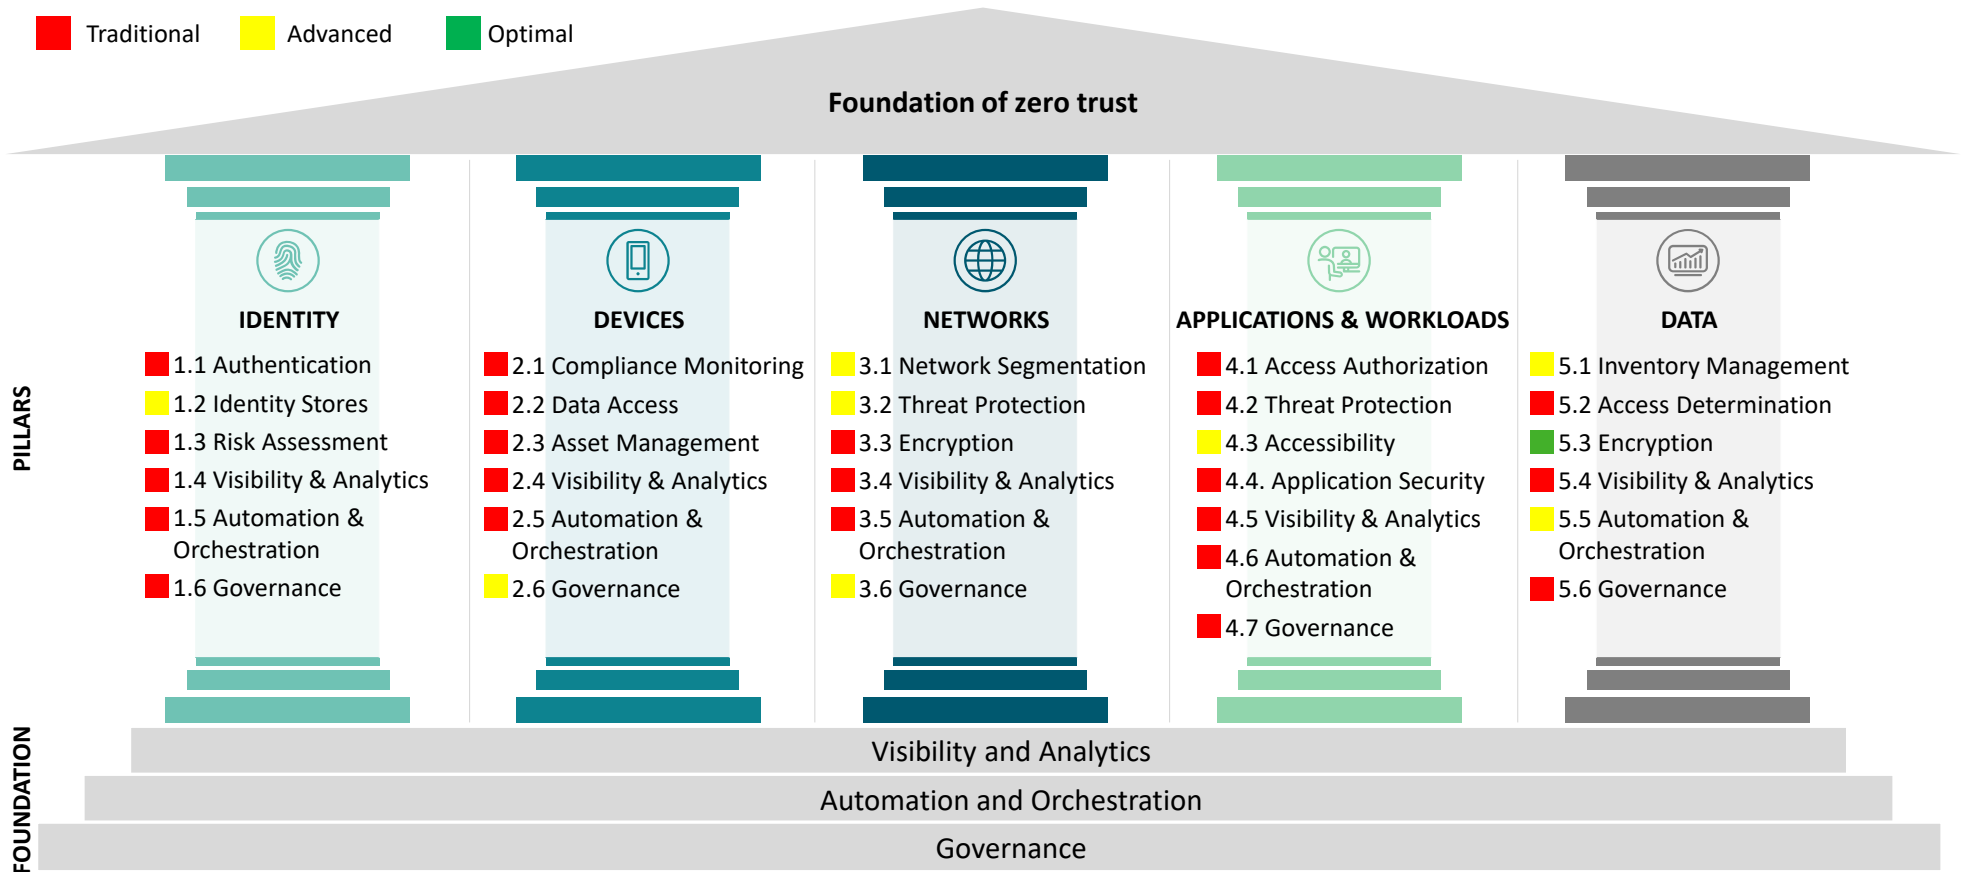 Traditional
Advanced
Optimal
Foundation of zero trust
PILLARS
IDENTITY
1.1 Authentication
1.2 Identity Stores
1.3 Risk Assessment
1.4 Visibility & Analytics
1.5 Automation &
Orchestration
1.6 Governance
DEVICES
2.1 Compliance Monitoring
2.2 Data Access
2.3 Asset Management
2.4 Visibility & Analytics
2.5 Automation &
Orchestration
2.6 Governance
NETWORKS
3.1 Network Segmentation
3.2 Threat Protection
3.3 Encryption
3.4 Visibility & Analytics
3.5 Automation &
Orchestration
3.6 Governance
APPLICATIONS & WORKLOADS
4.1 Access Authorization
4.2 Threat Protection
4.3 Accessibility
4.4. Application Security
4.5 Visibility & Analytics
4.6 Automation &
Orchestration
4.7 Governance
DATA
5.1 Inventory Management
5.2 Access Determination
5.3 Encryption
5.4 Visibility & Analytics
5.5 Automation &
Orchestration
5.6 Governance
FOUNDATION
Visibility and Analytics
Automation and Orchestration
Governance